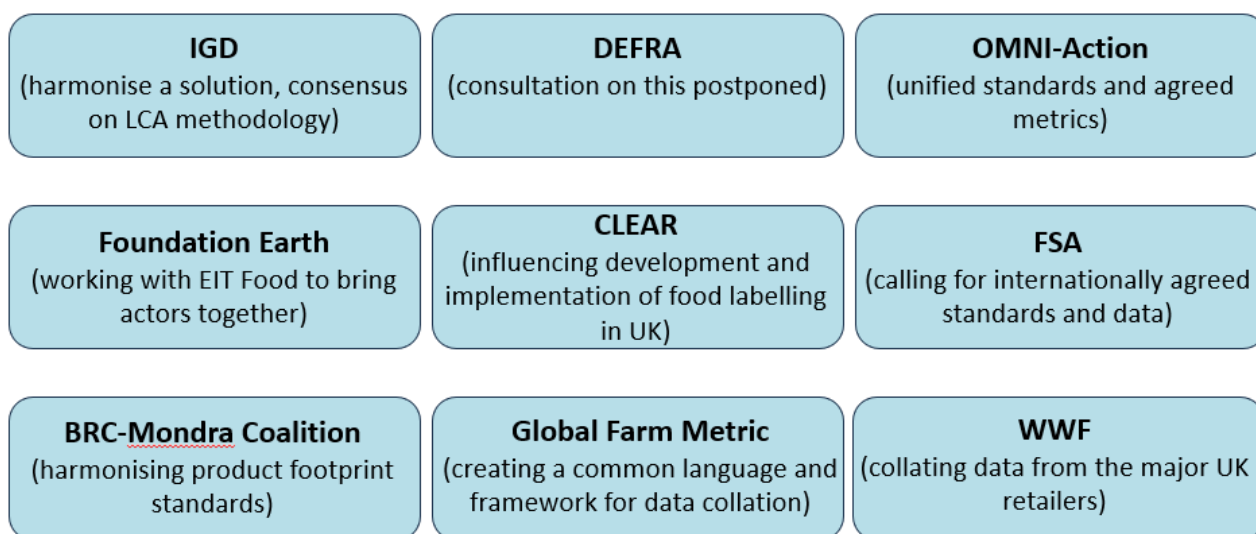 IGD
(harmonise a solution, consensus
on LCA methodology)
DEFRA
(consultation on this postponed)
OMNI-Action
(unified standards and agreed
metrics)
Foundation Earth
(working with EIT Food to bring
actors together)
CLEAR
(influencing development and
implementation of food labelling
in UK)
FSA
(calling for internationally agreed
standards and data)
BRC-Mondra Coalition
(harmonising product footprint
standards)
Global Farm Metric
(creating a common language and
framework for data collation)
WWF
(collating data from the major UK
retailers)